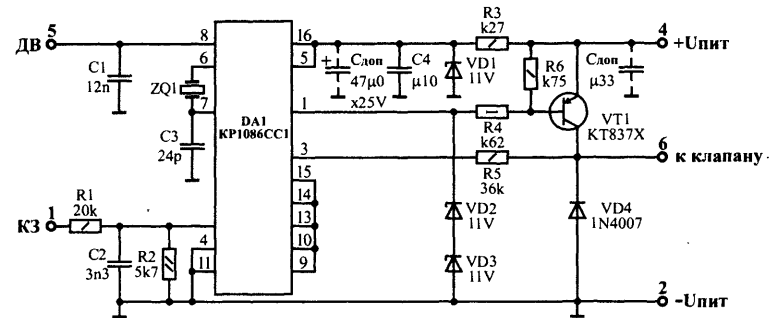 ДВ 5
C1
12n
ZQ1
C3
24p
КЗ 1
R1
20k
C2
3n3
R2
5k7
8
6
7
4
11
DA1
КР1086СС1
16
5
1
3
15
14
13
10
9
+
Cдоп
47μ0
x25V
C4
μ10
VD1
11V
R3
k27
R6
k75
Cдоп
μ33
4 +Uпит
VT1
KT837X
R4
k62
R5
36k
6 к клапану
VD2
11V
VD3
11V
VD4
1N4007
2 -Uпит